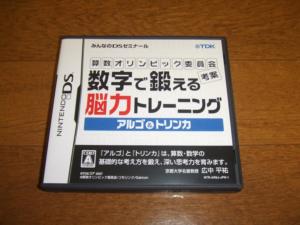 みんなのDSゼミナール
TDK
算数オリンピック委員会
考案
数字で鍛える
脳力トレーニング
アルゴ&トリンカ
NINTENDO DS
A
「アルゴ」と「トリンカ」は、算数・数学の
基礎的な考え方を鍛え、深い思考力を育みます。
京都大学名誉教授 広中 平祐